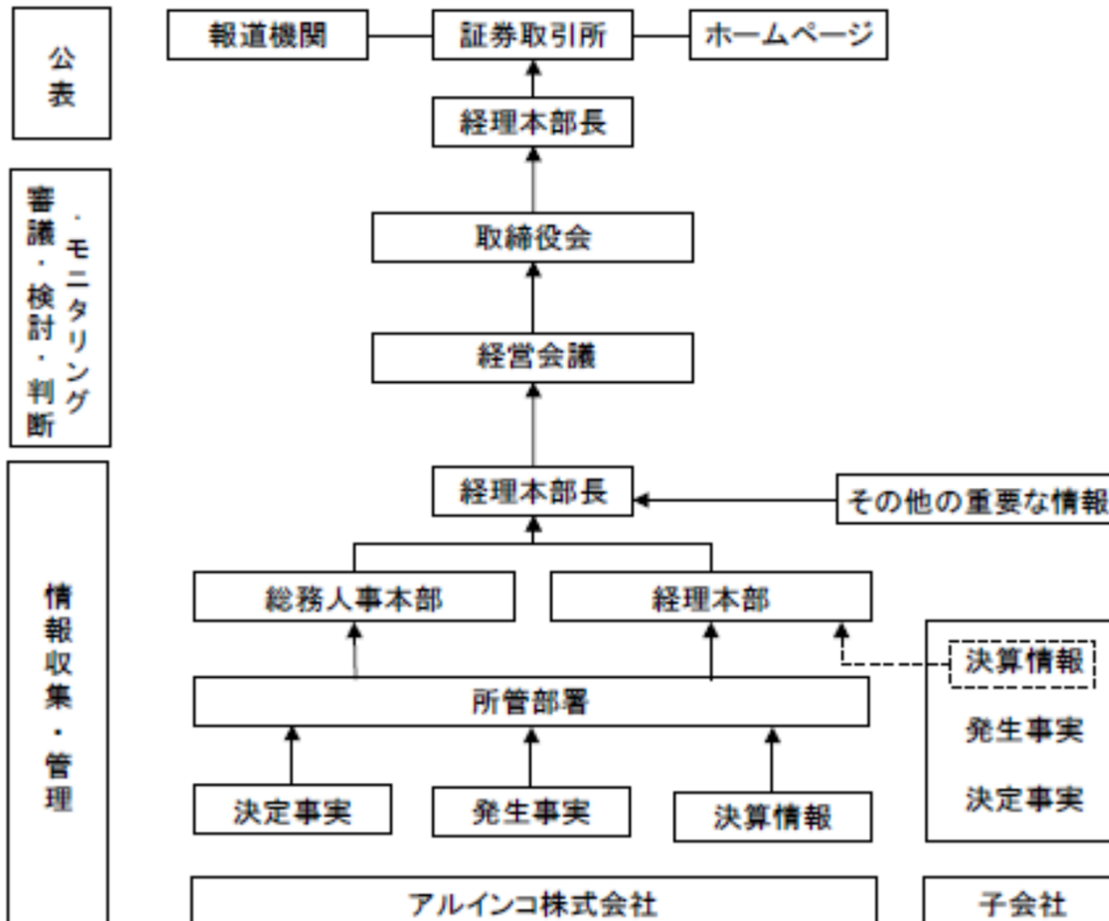 公表
報道機関
証券取引所
ホームページ
経理本部長
審議・検討・判断
・モニタリング
取締役会
経営会議
情報収集・管理
経理本部長
その他の重要な情報
総務人事本部
経理本部
所管部署
決算情報
発生事実
決定事実
決定事実
発生事実
決算情報
アルインコ株式会社
子会社